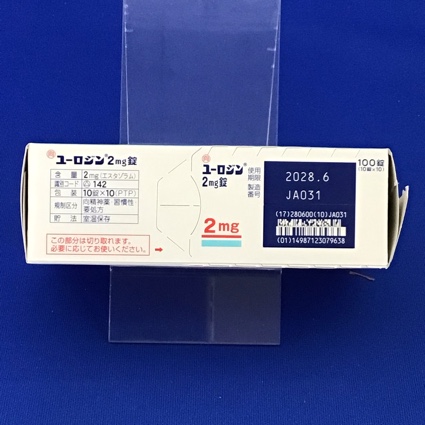 ユーロジン®2mg錠
含量 2mg(エスタゾラム)
識別コード 142
包装 10錠×10(PTP)
規制区分 向精神薬 習慣性
要処方
貯法 室温保存
この部分は切り取れます。
必要に応じてお使いください。
ユーロジン®
2mg錠
2mg
使用
期限
製造
番号
2028.6
JA031
(17)280600(10)JA031
(01)14987123079638
100錠
(10錠×10)